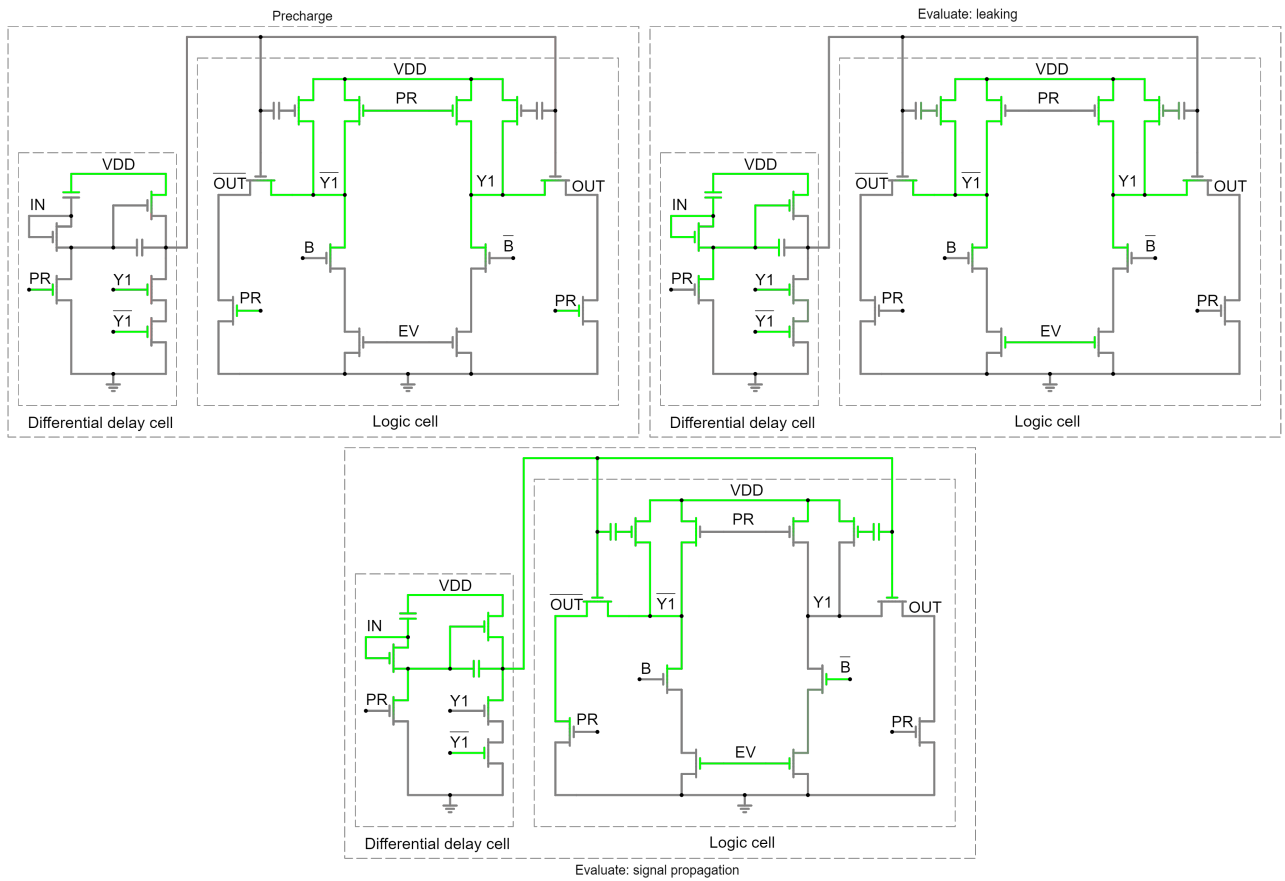 Precharge
VDD
PR
VDD
IN
PR
Y1
Y1
OUT
Y1
Y1
OUT
B
B
PR
PR
EV
Differential delay cell
Logic cell
Evaluate: leaking
VDD
PR
VDD
IN
PR
Y1
Y1
OUT
Y1
Y1
OUT
B
B
PR
PR
EV
Differential delay cell
Logic cell
VDD
PR
VDD
IN
PR
Y1
Y1
OUT
Y1
Y1
OUT
B
B
PR
PR
EV
Differential delay cell
Logic cell
Evaluate: signal propagation